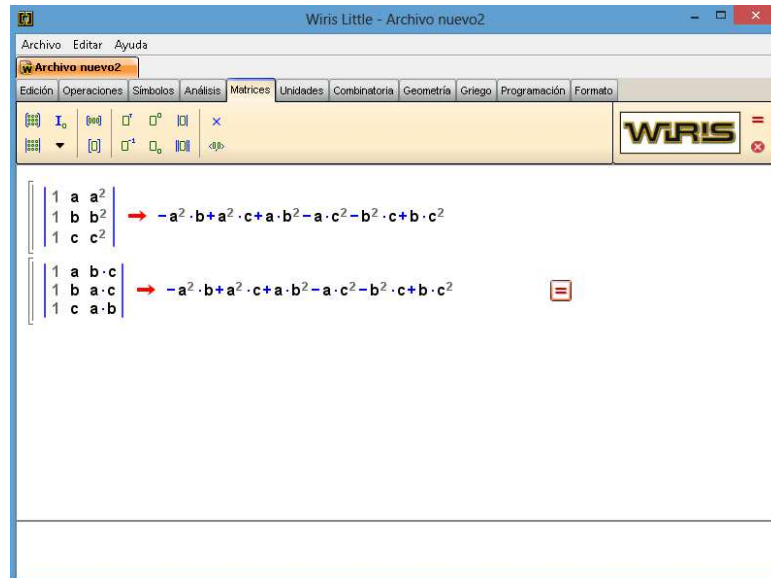 Wiris Little - Archivo nuevo2
Archivo Editar Ayuda
Archivo nuevo2
Edición Operaciones Símbolos Análisis Matrices Unidades Combinatoria Geometría Griego Programación Formato
WIRIS
|1 a a²|
|1 b b²| → -a²·b+a²·c+a·b²-a·c²-b²·c+b·c²
|1 c c²|
|1 a b·c|
|1 b a·c| → -a²·b+a²·c+a·b²-a·c²-b²·c+b·c² =
|1 c a·b|